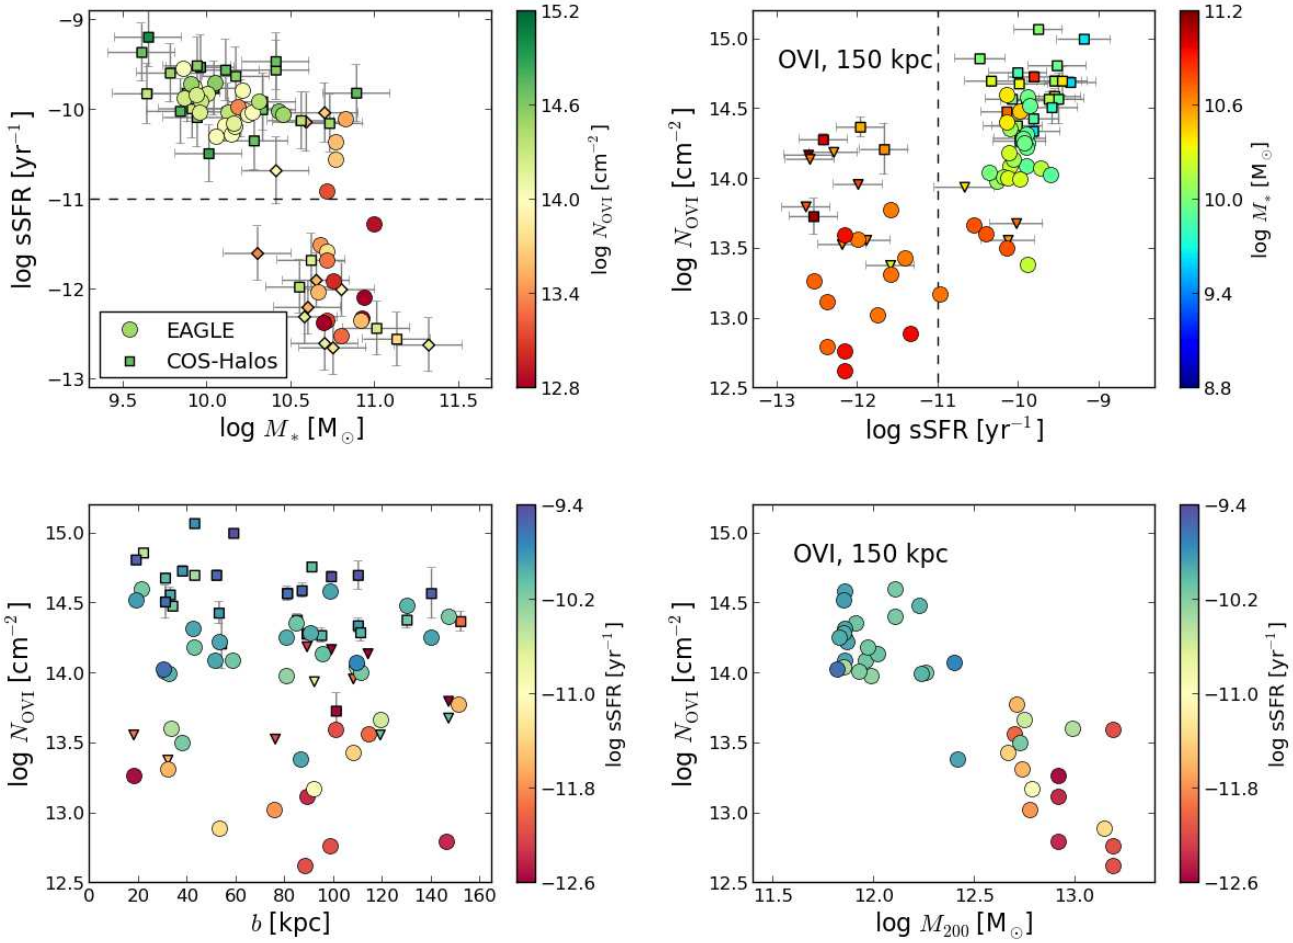 −9
−10
−11
−12
−13
log sSFR [yr⁻¹]
EAGLE
COS-Halos
9.5 10.0 10.5 11.0 11.5
log M* [M⊙]
15.2
14.6
14.0
13.4
12.8
log N_OVI [cm⁻²]
15.0
14.5
14.0
13.5
13.0
12.5
log N_OVI [cm⁻²]
OVI, 150 kpc
−13 −12 −11 −10 −9
log sSFR [yr⁻¹]
11.2
10.6
10.0
9.4
8.8
log M* [M⊙]
15.0
14.5
14.0
13.5
13.0
12.5
log N_OVI [cm⁻²]
0 20 40 60 80 100 120 140 160
b [kpc]
−9.4
−10.2
−11.0
−11.8
−12.6
log sSFR [yr⁻¹]
15.0
14.5
14.0
13.5
13.0
12.5
log N_OVI [cm⁻²]
OVI, 150 kpc
11.5 12.0 12.5 13.0
log M₂₀₀ [M⊙]
−9.4
−10.2
−11.0
−11.8
−12.6
log sSFR [yr⁻¹]